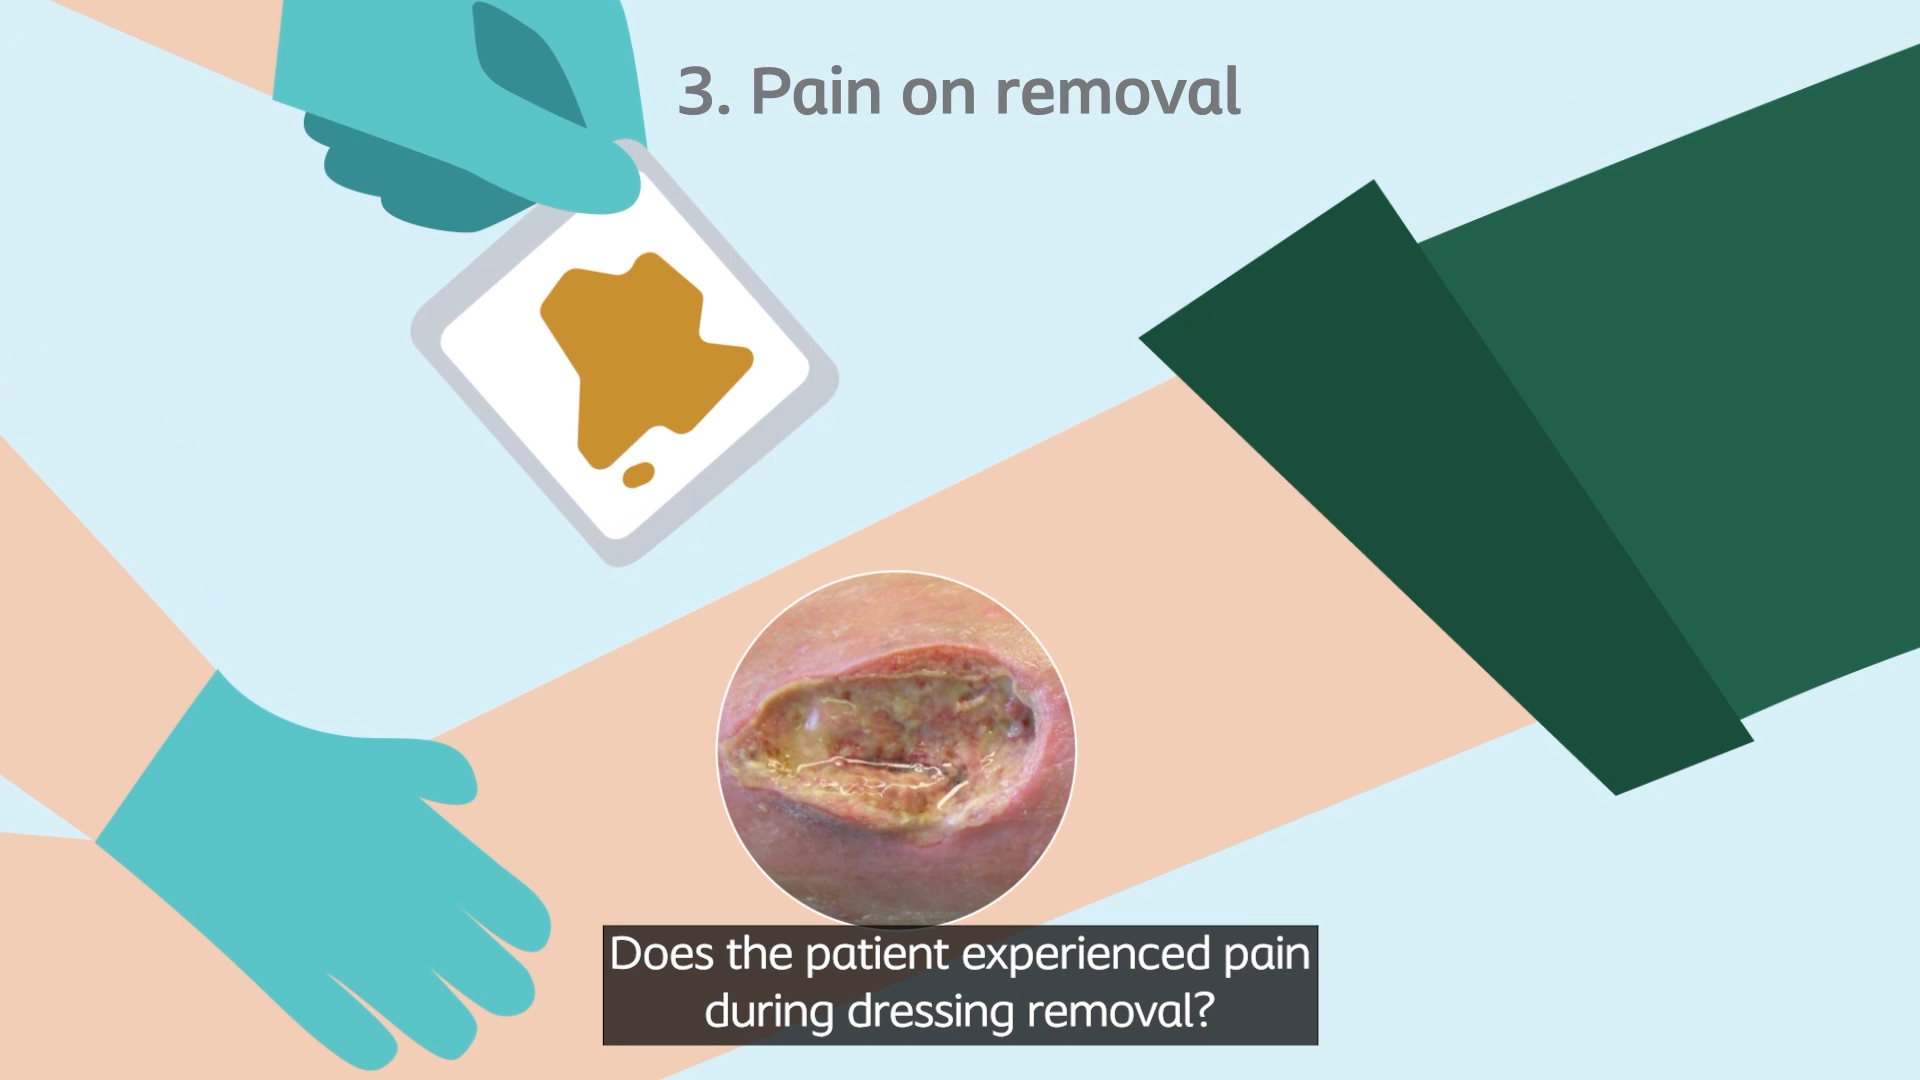 3. Pain on removal
Does the patient experienced pain
during dressing removal?